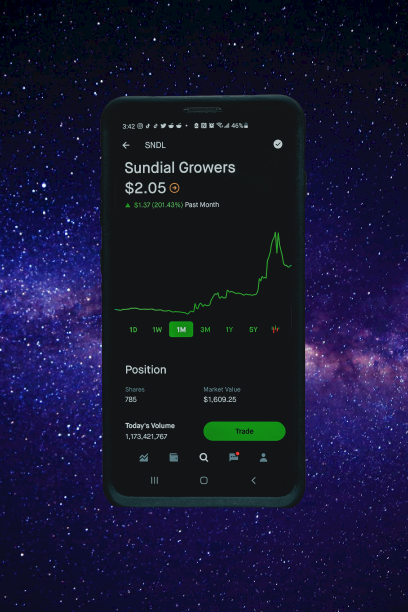 3:42 46%
SNDL
Sundial Growers
$2.05
$1.37 (201.43%) Past Month
1D 1W 1M 3M 1Y 5Y
Position
Shares Market Value
785 $1,609.25
Today's Volume Trade
1,173,421,767